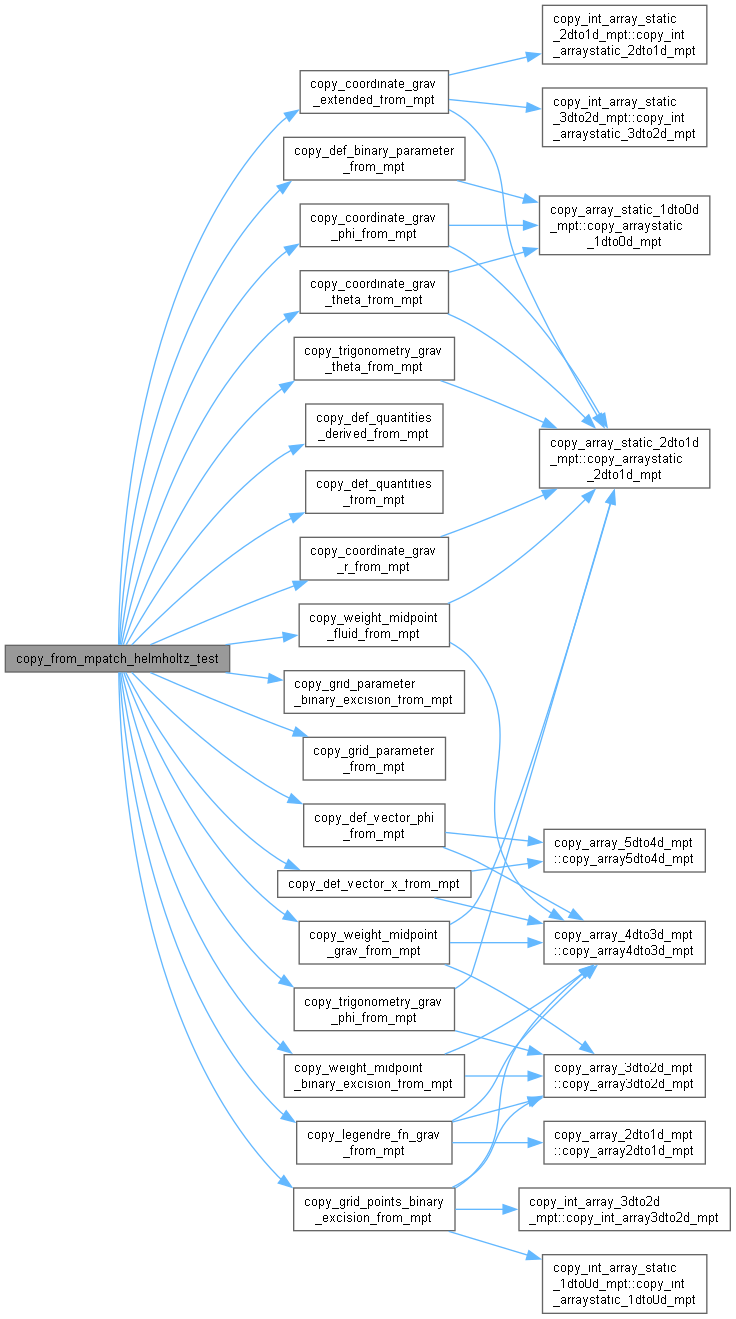 copy_int_array_static
_2dto1d_mpt::copy_int
_arraystatic_2dto1d_mpt
copy_coordinate_grav
_extended_from_mpt
copy_int_array_static
_3dto2d_mpt::copy_int
_arraystatic_3dto2d_mpt
copy_def_binary_parameter
_from_mpt
copy_array_static_1dto0d
_mpt::copy_arraystatic
_1dto0d_mpt
copy_coordinate_grav
_phi_from_mpt
copy_coordinate_grav
_theta_from_mpt
copy_trigonometry_grav
_theta_from_mpt
copy_def_quantities
_derived_from_mpt
copy_array_static_2dto1d
_mpt::copy_arraystatic
_2dto1d_mpt
copy_def_quantities
_from_mpt
copy_coordinate_grav
_r_from_mpt
copy_weight_midpoint
_fluid_from_mpt
copy_from_mpatch_helmholtz_test
copy_grid_parameter
_binary_excision_from_mpt
copy_grid_parameter
_from_mpt
copy_def_vector_phi
_from_mpt
copy_array_5dto4d_mpt
::copy_array5dto4d_mpt
copy_def_vector_x_from_mpt
copy_weight_midpoint
_grav_from_mpt
copy_array_4dto3d_mpt
::copy_array4dto3d_mpt
copy_trigonometry_grav
_phi_from_mpt
copy_weight_midpoint
_binary_excision_from_mpt
copy_array_3dto2d_mpt
::copy_array3dto2d_mpt
copy_legendre_fn_grav
_from_mpt
copy_array_2dto1d_mpt
::copy_array2dto1d_mpt
copy_grid_points_binary
_excision_from_mpt
copy_int_array_3dto2d
_mpt::copy_int_array3dto2d_mpt
copy_int_array_static
_1dto0d_mpt::copy_int
_arraystatic_1dto0d_mpt